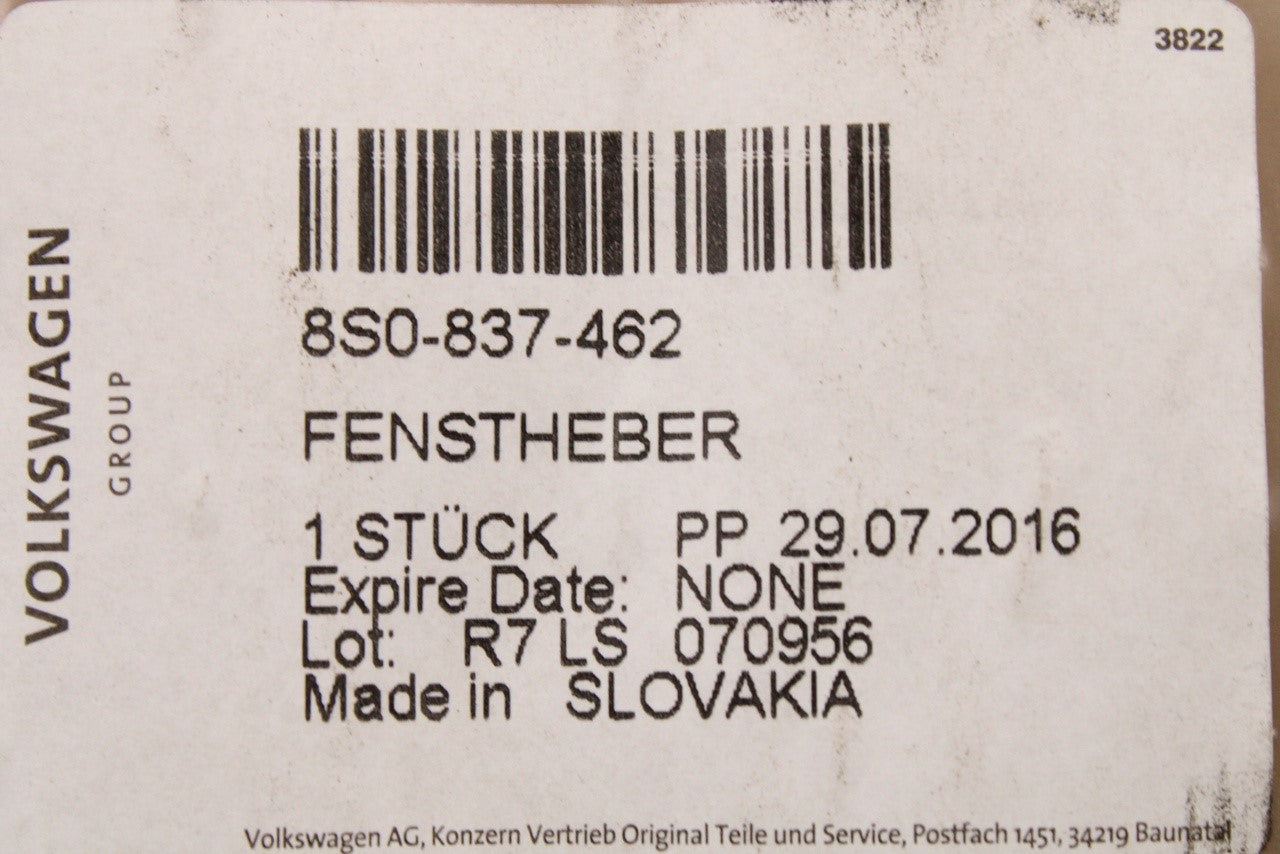 3822
VOLKSWAGEN
GROUP
8S0-837-462
FENSTHEBER
1 STÜCK PP 29.07.2016
Expire Date: NONE
Lot: R7 LS 070956
Made in SLOVAKIA
Volkswagen AG, Konzern Vertrieb Original Teile und Service, Postfach 1451, 34219 Baunatal